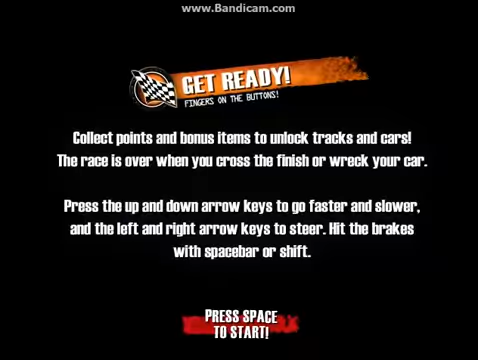 www.Bandicam.com
GET READY!
FINGERS ON THE BUTTONS!
Collect points and bonus items to unlock tracks and cars!
The race is over when you cross the finish or wreck your car.
Press the up and down arrow keys to go faster and slower,
and the left and right arrow keys to steer. Hit the brakes
with spacebar or shift.
PRESS SPACE
TO START!